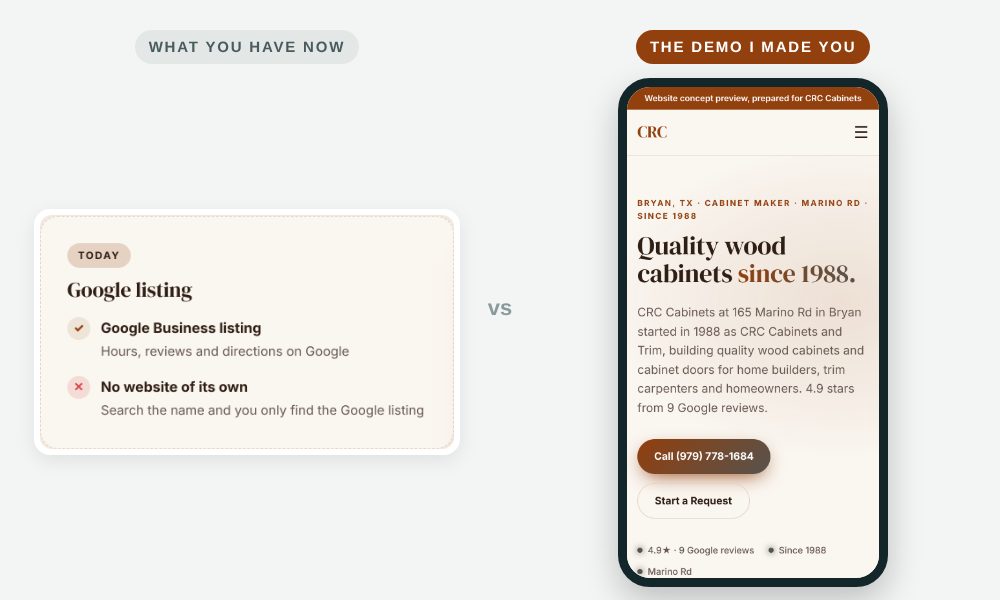 WHAT YOU HAVE NOW
TODAY
Google listing
Google Business listing
Hours, reviews and directions on Google
No website of its own
Search the name and you only find the Google listing
VS
THE DEMO I MADE YOU
Website concept preview, prepared for CRC Cabinets
CRC
BRYAN, TX · CABINET MAKER · MARINO RD ·
SINCE 1988
Quality wood
cabinets since 1988.
CRC Cabinets at 165 Marino Rd in Bryan
started in 1988 as CRC Cabinets and
Trim, building quality wood cabinets and
cabinet doors for home builders, trim
carpenters and homeowners. 4.9 stars
from 9 Google reviews.
Call (979) 778-1684
Start a Request
4.9★ · 9 Google reviews
Since 1988
Marino Rd